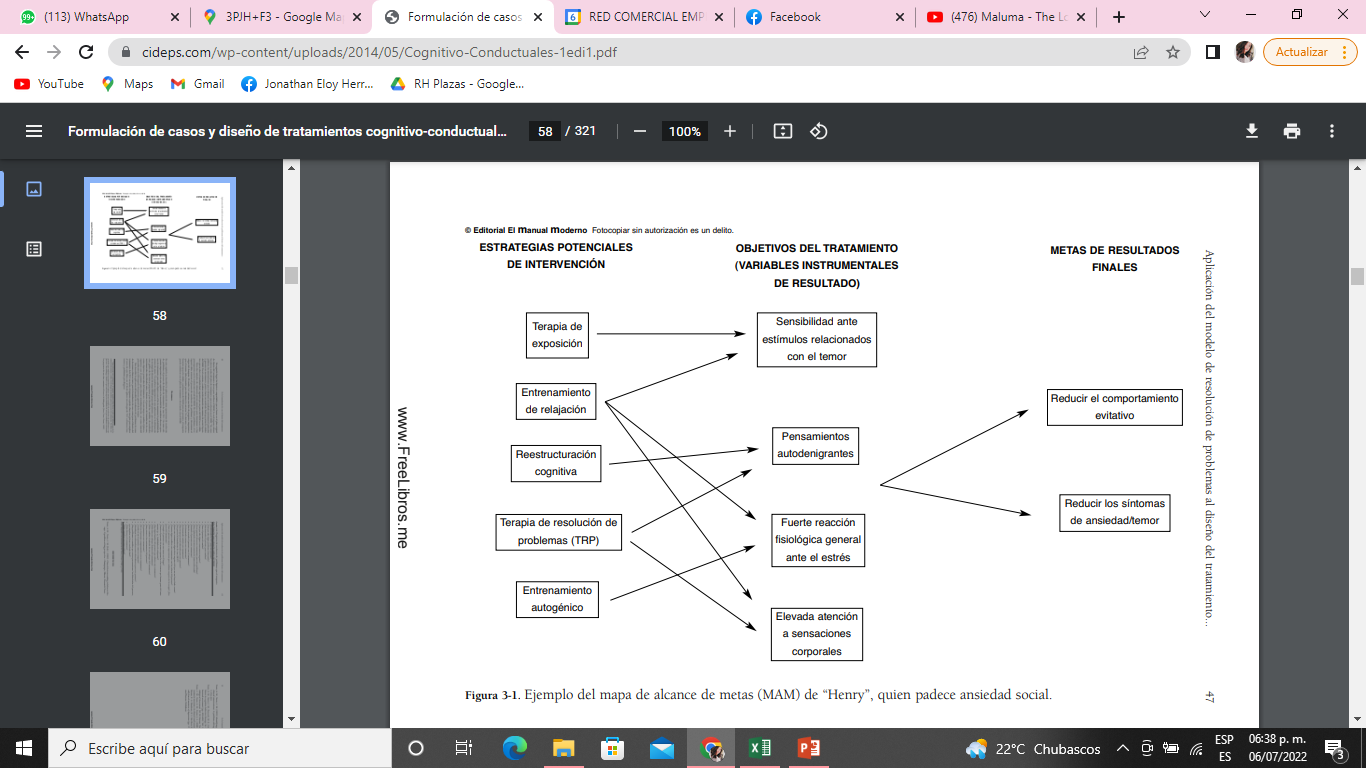 (113) WhatsApp
3PJH+F3 - Google Ma
Formulación de casos
RED COMERCIAL EMP
Facebook
(476) Maluma - The Lo
cideps.com/wp-content/uploads/2014/05/Cognitivo-Conductuales-1edi1.pdf
Actualizar
YouTube
Maps
Gmail
Jonathan Eloy Herr...
RH Plazas - Google...
Formulación de casos y diseño de tratamientos cognitivo-conductual...
58 / 321
100%
58
59
60
© Editorial El manual moderno Fotocopiar sin autorización es un delito.
ESTRATEGIAS POTENCIALES
DE INTERVENCIÓN
OBJETIVOS DEL TRATAMIENTO
(VARIABLES INSTRUMENTALES
DE RESULTADO)
METAS DE RESULTADOS
FINALES
Terapia de
exposición
Entrenamiento
de relajación
Reestructuración
cognitiva
Terapia de resolución de
problemas (TRP)
Entrenamiento
autogénico
Sensibilidad ante
estímulos relacionados
con el temor
Pensamientos
autodenigrantes
Fuerte reacción
fisiológica general
ante el estrés
Elevada atención
a sensaciones
corporales
Reducir el comportamiento
evitativo
Reducir los síntomas
de ansiedad/temor
www.FreeLibros.me
Aplicación del modelo de resolución de problemas al diseño del tratamiento...
47
Figura 3-1. Ejemplo del mapa de alcance de metas (MAM) de “Henry”, quien padece ansiedad social.
Escribe aquí para buscar
22°C Chubascos
ESP
ES
06:38 p. m.
06/07/2022
3